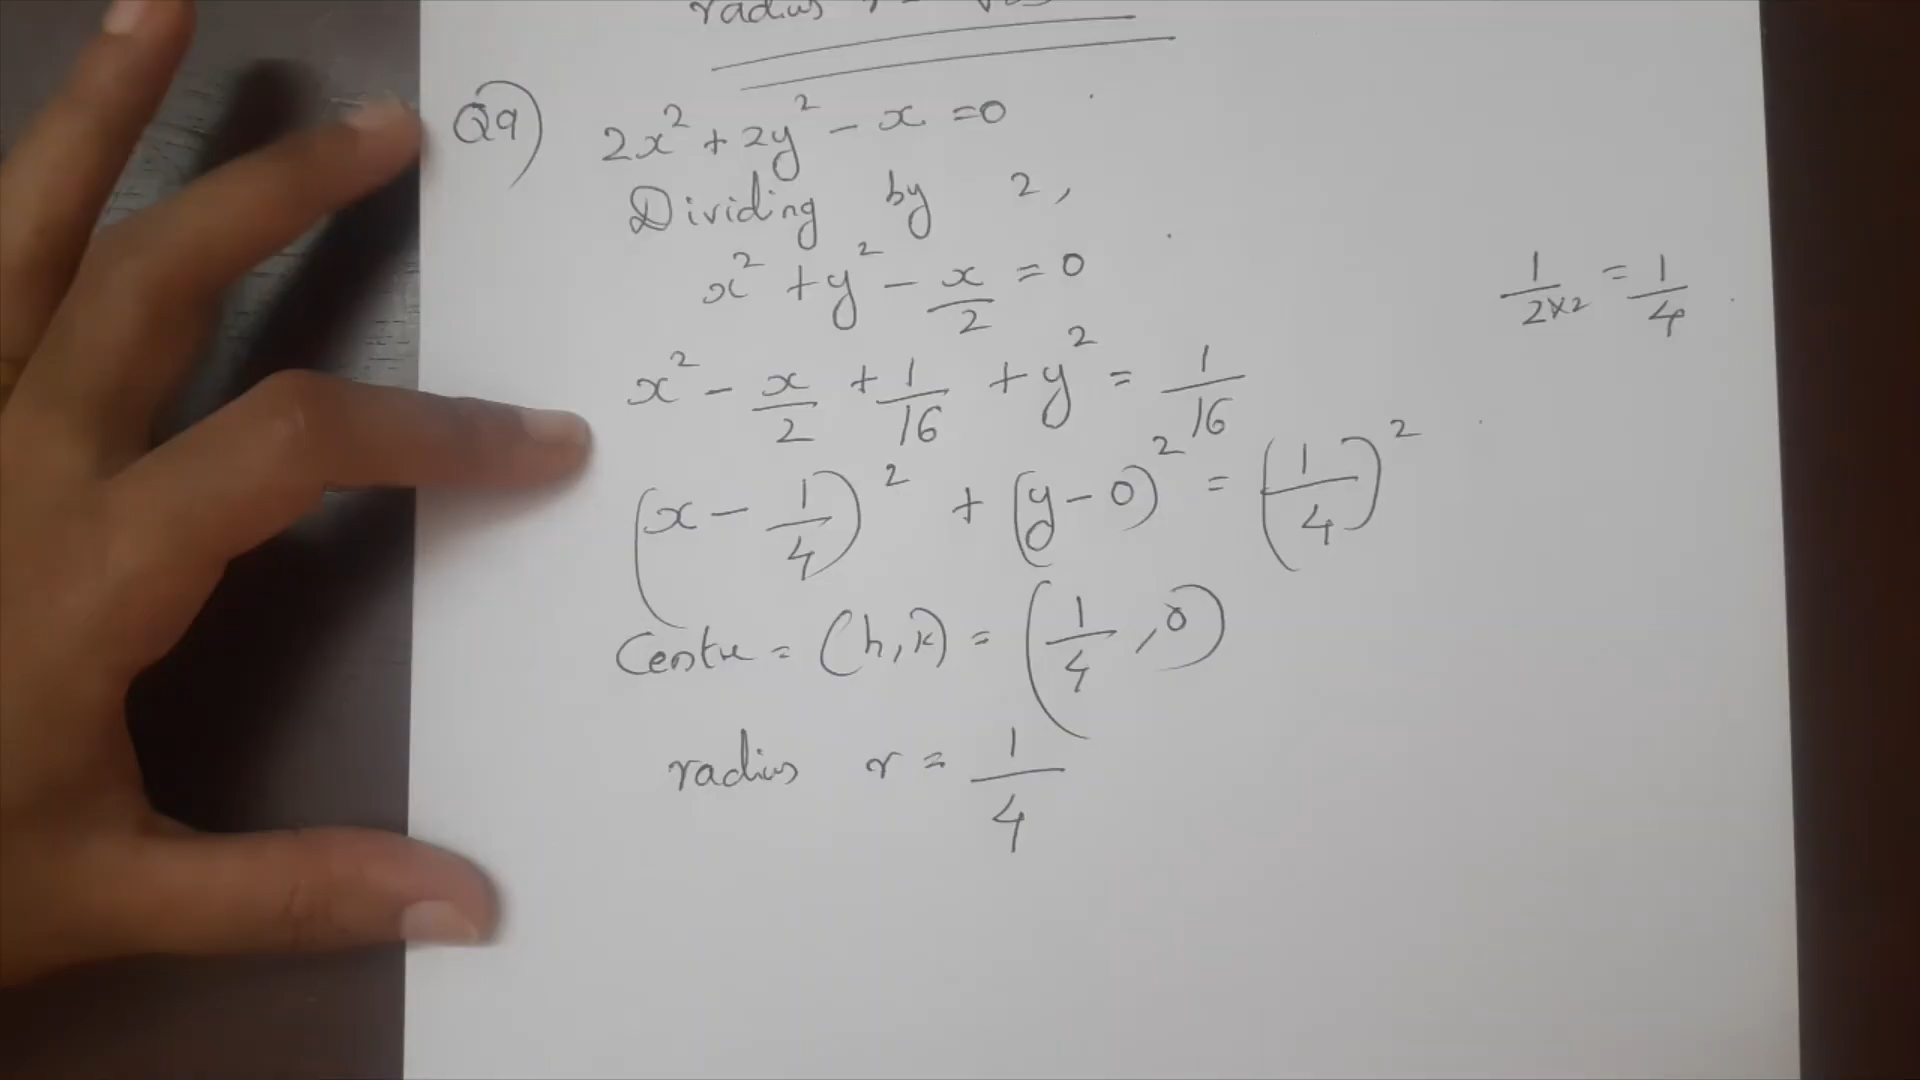 radius r =
Q9) 2x² + 2y² - x = 0
Dividing by 2,
x² + y² - x/2 = 0
1/2×2 = 1/4
x² - x/2 + 1/16 + y² = 1/16
(x - 1/4)² + (y - 0)² = (1/4)²
Centre = (h, k) = (1/4, 0)
radius r = 1/4